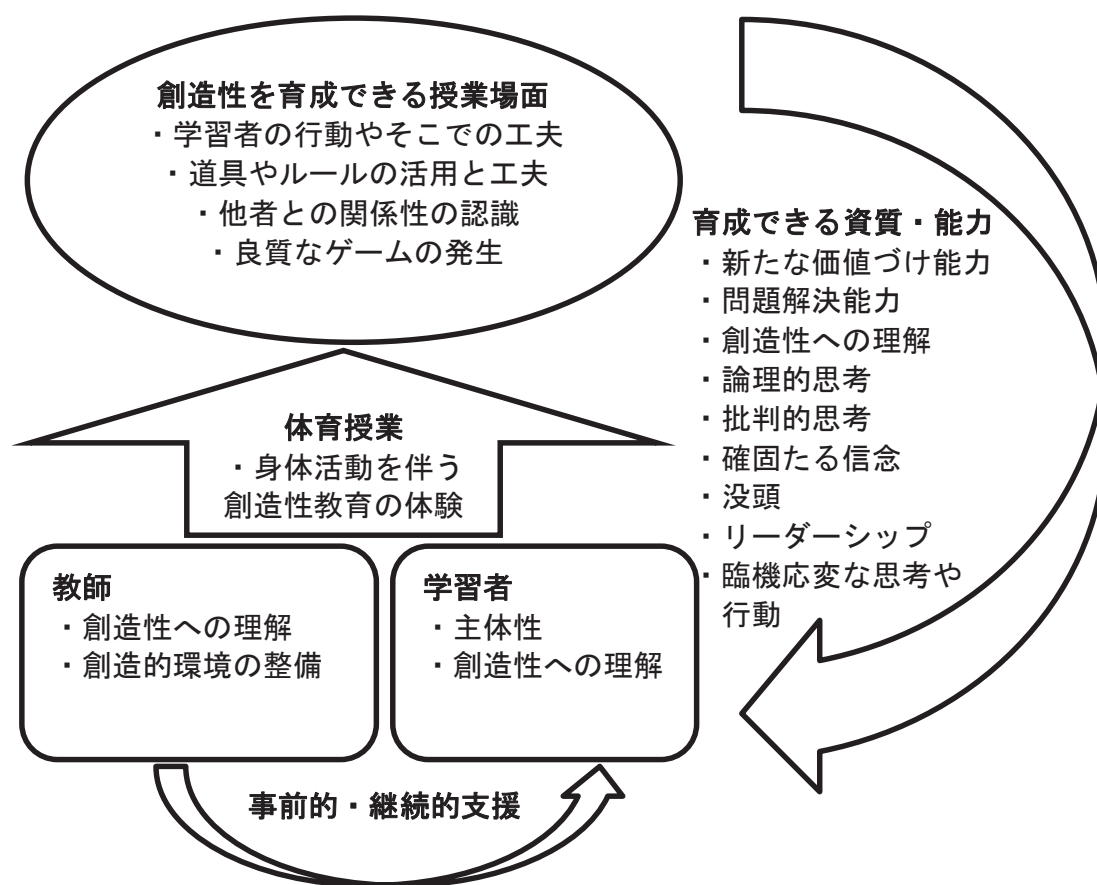 創造性を育成できる授業場面
・学習者の行動やそこでの工夫
・道具やルールの活用と工夫
・他者との関係性の認識
・良質なゲームの発生
育成できる資質・能力
・新たな価値づけ能力
・問題解決能力
・創造性への理解
・論理的思考
・批判的思考
・確固たる信念
・没頭
・リーダーシップ
・臨機応変な思考や
行動
体育授業
・身体活動を伴う
創造性教育の体験
教師
・創造性への理解
・創造的環境の整備
学習者
・主体性
・創造性への理解
事前的・継続的支援